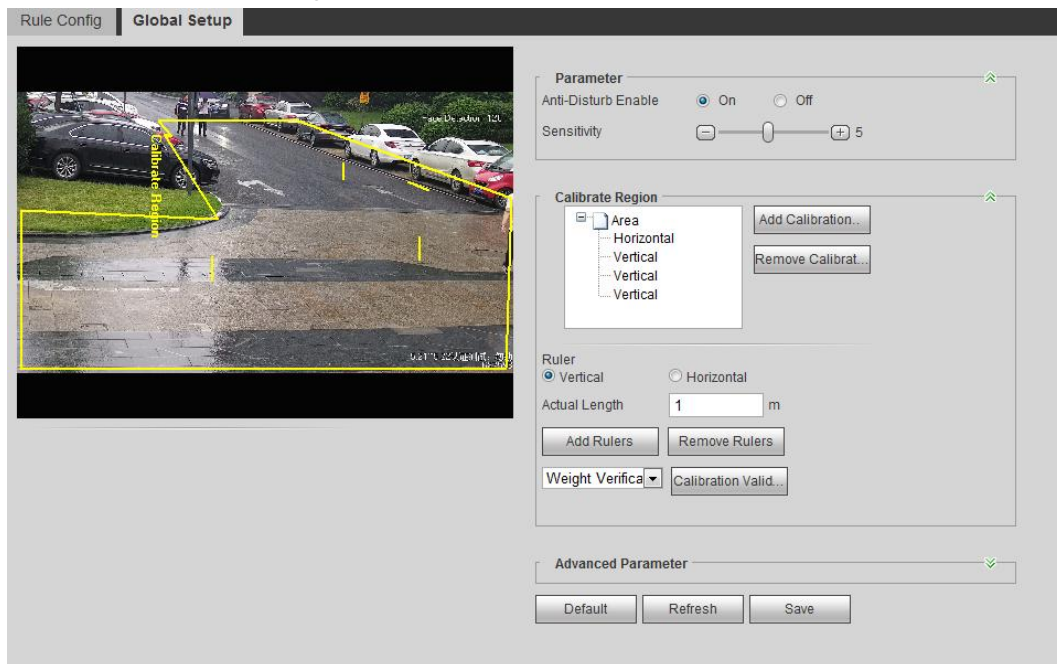 Rule Config
Global Setup
Calibrate Region
Parameter
Anti-Disturb Enable
On
Off
Sensitivity
5
Calibrate Region
Area
Horizontal
Vertical
Vertical
Vertical
Add Calibration..
Remove Calibrat...
Ruler
Vertical
Horizontal
Actual Length
1
m
Add Rulers
Remove Rulers
Weight Verifica
Calibration Valid...
Advanced Parameter
Default
Refresh
Save